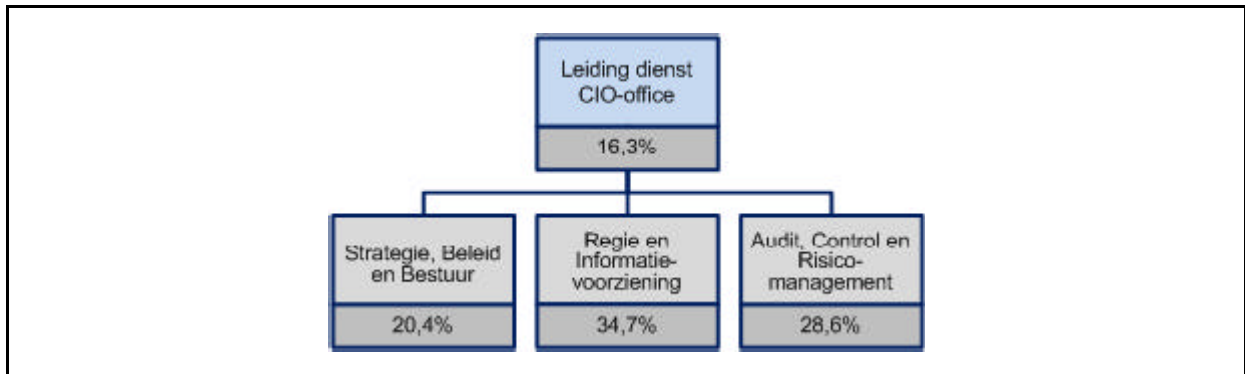 Leiding dienst
CIO-office
16,3%
Strategie, Beleid
en Bestuur
20,4%
Regie en
Informatie-
voorziening
34,7%
Audit, Control en
Risico-
management
28,6%